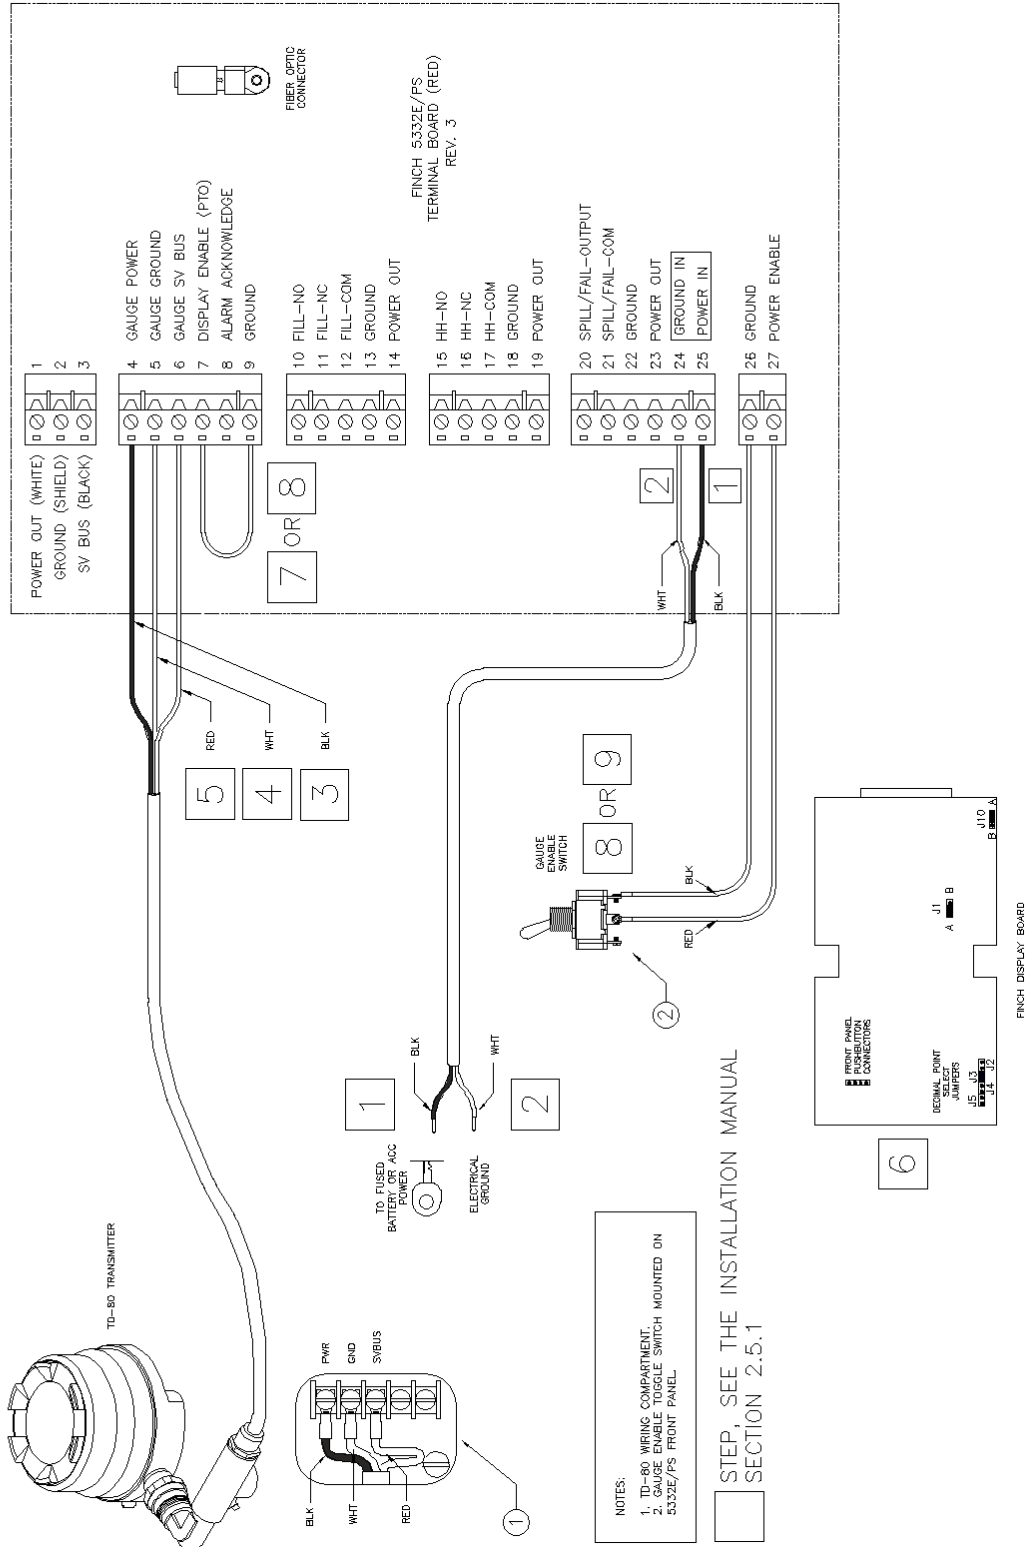 FIBER OPTIC
CONNECTOR
FINCH 5332E/PS
TERMINAL BOARD (RED)
REV. 3
POWER OUT (WHITE) 1
GROUND (SHIELD) 2
SV BUS (BLACK) 3
4 GAUGE POWER
5 GAUGE GROUND
6 GAUGE SV BUS
7 DISPLAY ENABLE (PTO)
8 ALARM ACKNOWLEDGE
9 GROUND
10 FILL-NO
11 FILL-NC
12 FILL-COM
13 GROUND
14 POWER OUT
15 HH-NO
16 HH-NC
17 HH-COM
18 GROUND
19 POWER OUT
20 SPILL/FAIL-OUTPUT
21 SPILL/FAIL-COM
22 GROUND
23 POWER OUT
24 GROUND IN
25 POWER IN
26 GROUND
27 POWER ENABLE
7 OR 8
2
1
WHT
BLK
RED
WHT
BLK
5
4
3
GAUGE
ENABLE
SWITCH
8 OR 9
BLK
RED
2
BLK
WHT
1
2
TO FUSED
BATTERY OR ACC
POWER
ELECTRICAL
GROUND
TD-80 TRANSMITTER
PWR
GND
SVBUS
BLK
WHT
RED
1
NOTES:
1. TD-80 WIRING COMPARTMENT.
2. GAUGE ENABLE TOGGLE SWITCH MOUNTED ON
5332E/PS FRONT PANEL.
STEP, SEE THE INSTALLATION MANUAL
SECTION 2.5.1
6
FRONT PANEL
PUSHBUTTON
CONNECTORS
DECIMAL POINT
SELECT
JUMPERS
J5 J3
J4 J2
J1
A B
J10
B A
FINCH DISPLAY BOARD